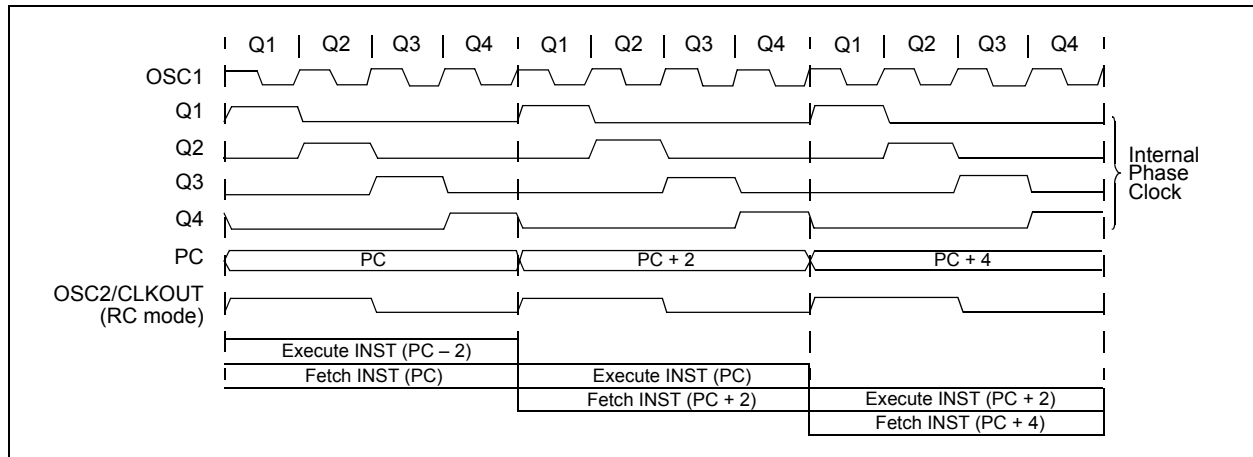 Q1 Q2 Q3 Q4 Q1 Q2 Q3 Q4 Q1 Q2 Q3 Q4
OSC1
Q1
Q2
Q3
Q4
Internal
Phase
Clock
PC PC PC + 2 PC + 4
OSC2/CLKOUT
(RC mode)
Execute INST (PC – 2)
Fetch INST (PC) Execute INST (PC)
Fetch INST (PC + 2) Execute INST (PC + 2)
Fetch INST (PC + 4)